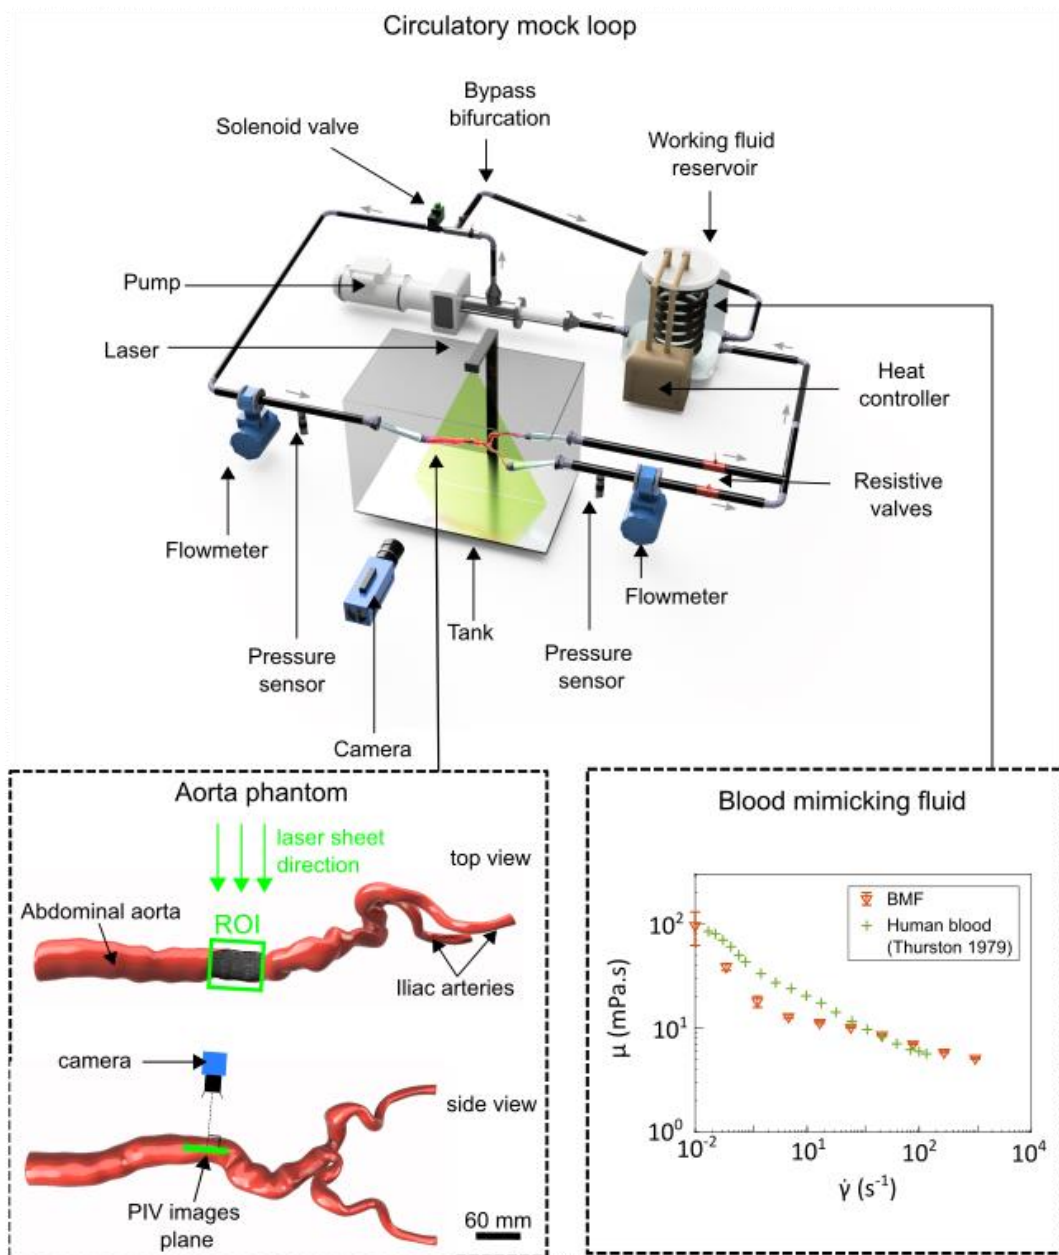 Circulatory mock loop
Bypass
bifurcation
Solenoid valve
Working fluid
reservoir
Pump
Laser
Heat
controller
Resistive
valves
Flowmeter
Flowmeter
Tank
Pressure
sensor
Pressure
sensor
Camera
Aorta phantom
laser sheet
direction
top view
Abdominal aorta
ROI
Iliac arteries
camera
side view
PIV images
plane
60 mm
Blood mimicking fluid
BMF
Human blood
(Thurston 1979)
10²
10¹
10⁰
μ (mPa.s)
10⁻² 10¹ 10² 10⁴
γ̇ (s⁻¹)